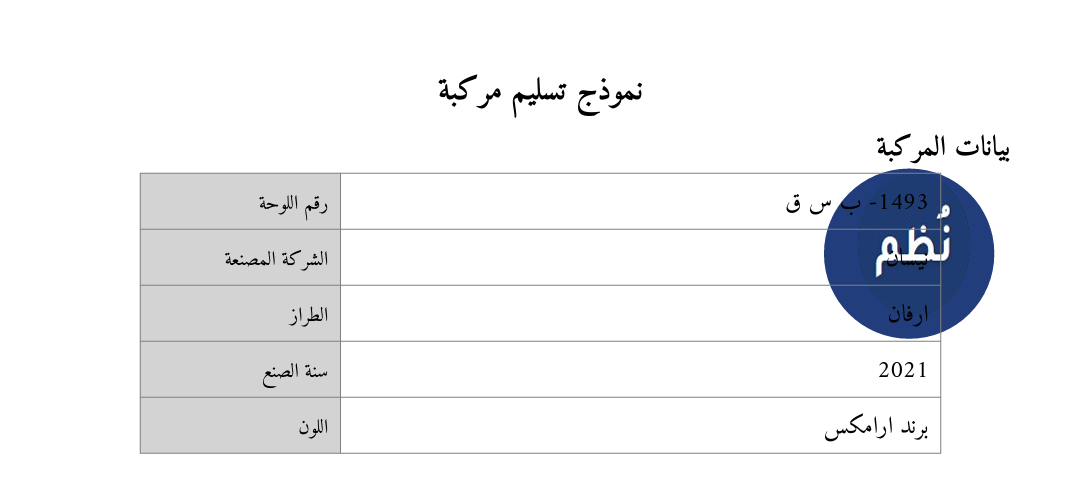 نموذج تسليم مركبة
بيانات المركبة
رقم اللوحة 1493- ب س ق
الشركة المصنعة نيسان
نُظم
الطراز ارفان
سنة الصنع 2021
اللون برند ارامكس